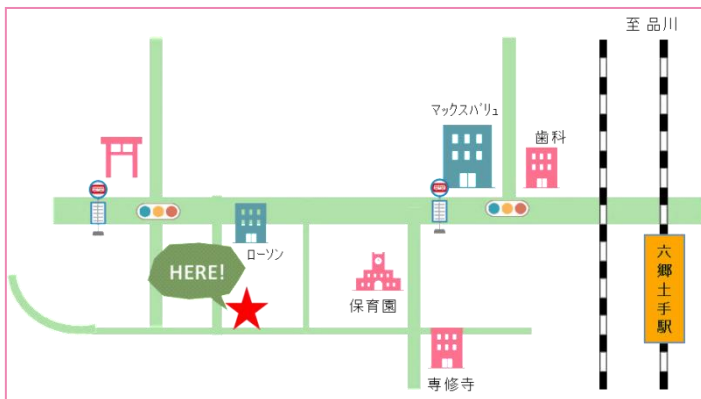 至 品川
マックスバリュ
歯科
ローソン
HERE!
六郷土手駅
保育園
専修寺